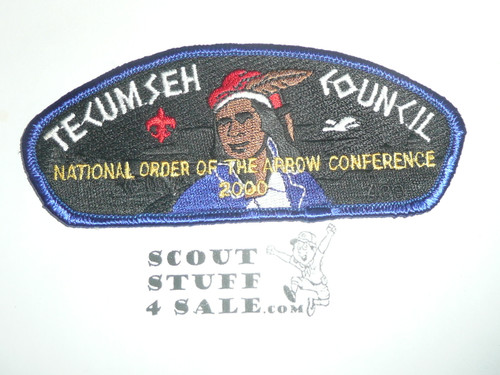 TECUMSEH COUNCIL
NATIONAL ORDER OF THE ARROW CONFERENCE
2000
SCOUT
STUFF
4 SALE.COM